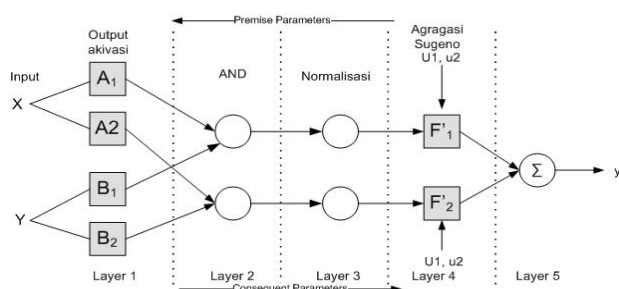 Premise Parameters
Output
akivasi
Agragasi
Sugeno
U1, u2
Input
AND
Normalisasi
X
A1
A2
F'1
Σ
y
B1
Y
B2
F'2
U1, u2
Layer 1
Layer 2
Layer 3
Layer 4
Layer 5
Consequent Parameters